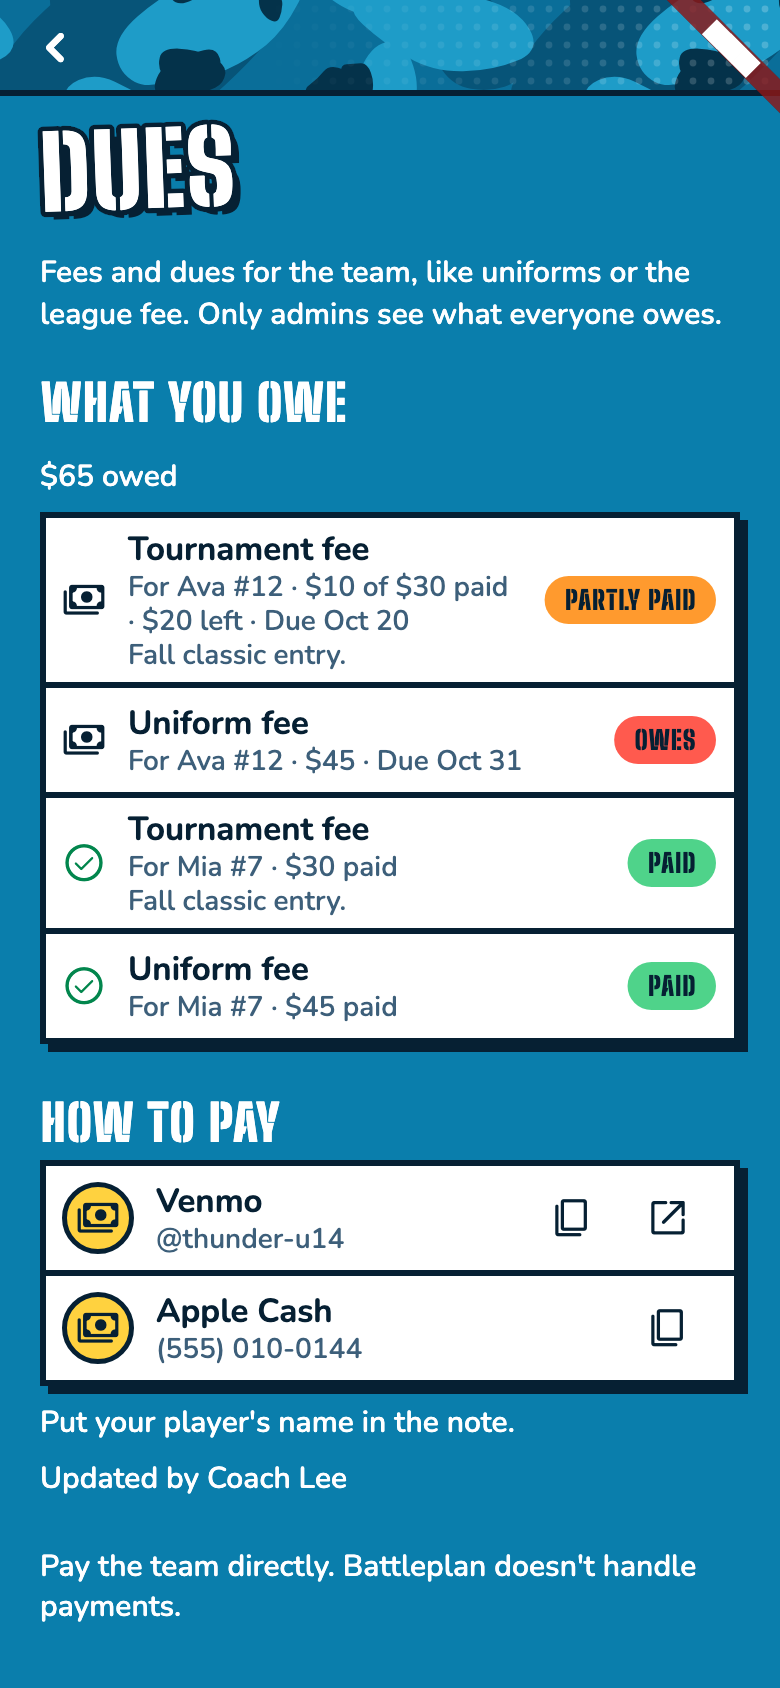 DUES
Fees and dues for the team, like uniforms or the
league fee. Only admins see what everyone owes.
WHAT YOU OWE
$65 owed
Tournament fee
For Ava #12 · $10 of $30 paid
· $20 left · Due Oct 20
Fall classic entry.
PARTLY PAID
Uniform fee
For Ava #12 · $45 · Due Oct 31
OWES
Tournament fee
For Mia #7 · $30 paid
Fall classic entry.
PAID
Uniform fee
For Mia #7 · $45 paid
PAID
HOW TO PAY
Venmo
@thunder-u14
Apple Cash
(555) 010-0144
Put your player's name in the note.
Updated by Coach Lee
Pay the team directly. Battleplan doesn't handle
payments.